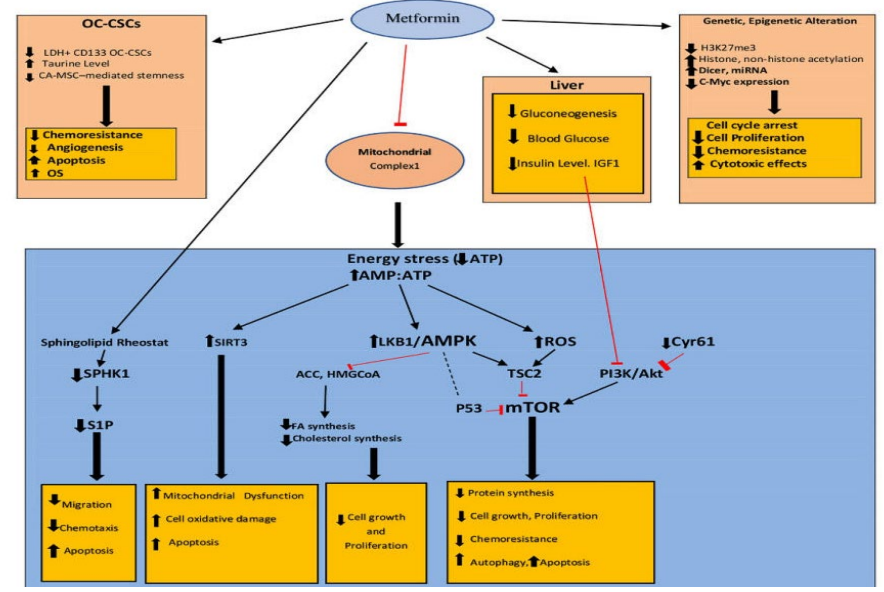 Metformin
OC-CSCs
LDH+ CD133 OC-CSCs
Taurine Level
CA-MSC–mediated stemness
Chemoresistance
Angiogenesis
Apoptosis
OS
Mitochondrial
Complex1
Liver
Gluconeogenesis
Blood Glucose
Insulin Level. IGF1
Genetic, Epigenetic Alteration
H3K27me3
Histone, non-histone acetylation
Dicer, miRNA
C-Myc expression
Cell cycle arrest
Cell Proliferation
Chemoresistance
Cytotoxic effects
Energy stress (⬇ATP)
⬆AMP:ATP
Sphingolipid Rheostat
SPHK1
S1P
SIRT3
LKB1/AMPK
ROS
Cyr61
ACC, HMGCoA
TSC2
PI3K/Akt
P53
mTOR
FA synthesis
Cholesterol synthesis
Migration
Chemotaxis
Apoptosis
Mitochondrial Dysfunction
Cell oxidative damage
Apoptosis
Cell growth
and
Proliferation
Protein synthesis
Cell growth, Proliferation
Chemoresistance
Autophagy,⬆Apoptosis